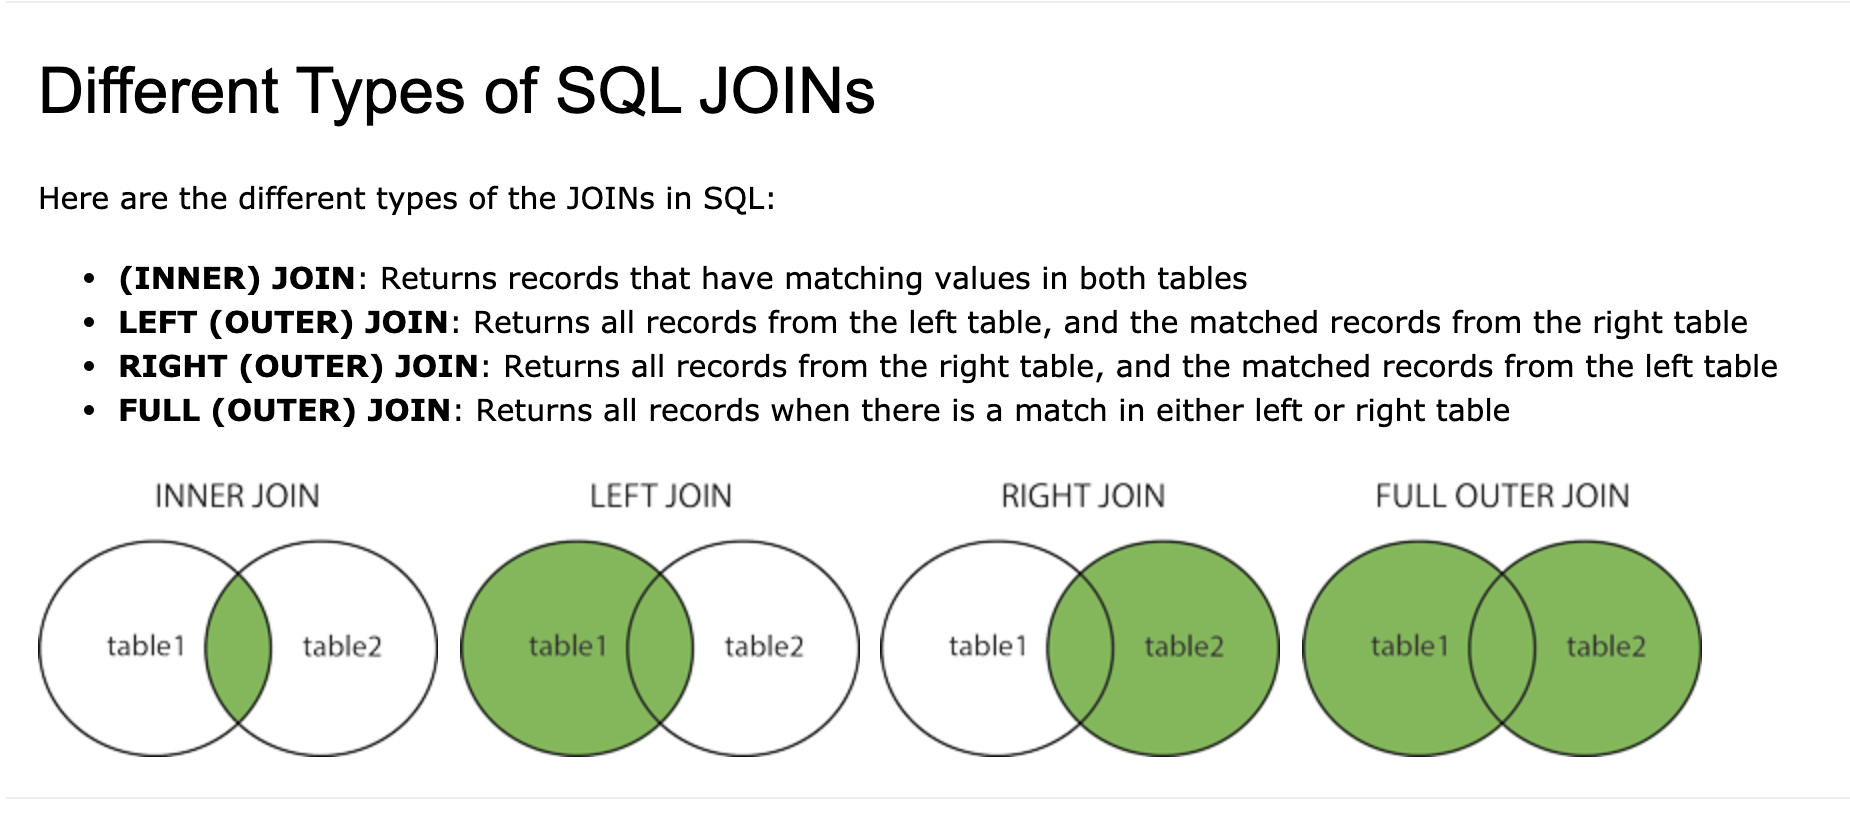 Different Types of SQL JOINs
Here are the different types of the JOINs in SQL:
• (INNER) JOIN: Returns records that have matching values in both tables
• LEFT (OUTER) JOIN: Returns all records from the left table, and the matched records from the right table
• RIGHT (OUTER) JOIN: Returns all records from the right table, and the matched records from the left table
• FULL (OUTER) JOIN: Returns all records when there is a match in either left or right table
INNER JOIN
table1
table2
LEFT JOIN
table1
table2
RIGHT JOIN
table1
table2
FULL OUTER JOIN
table1
table2